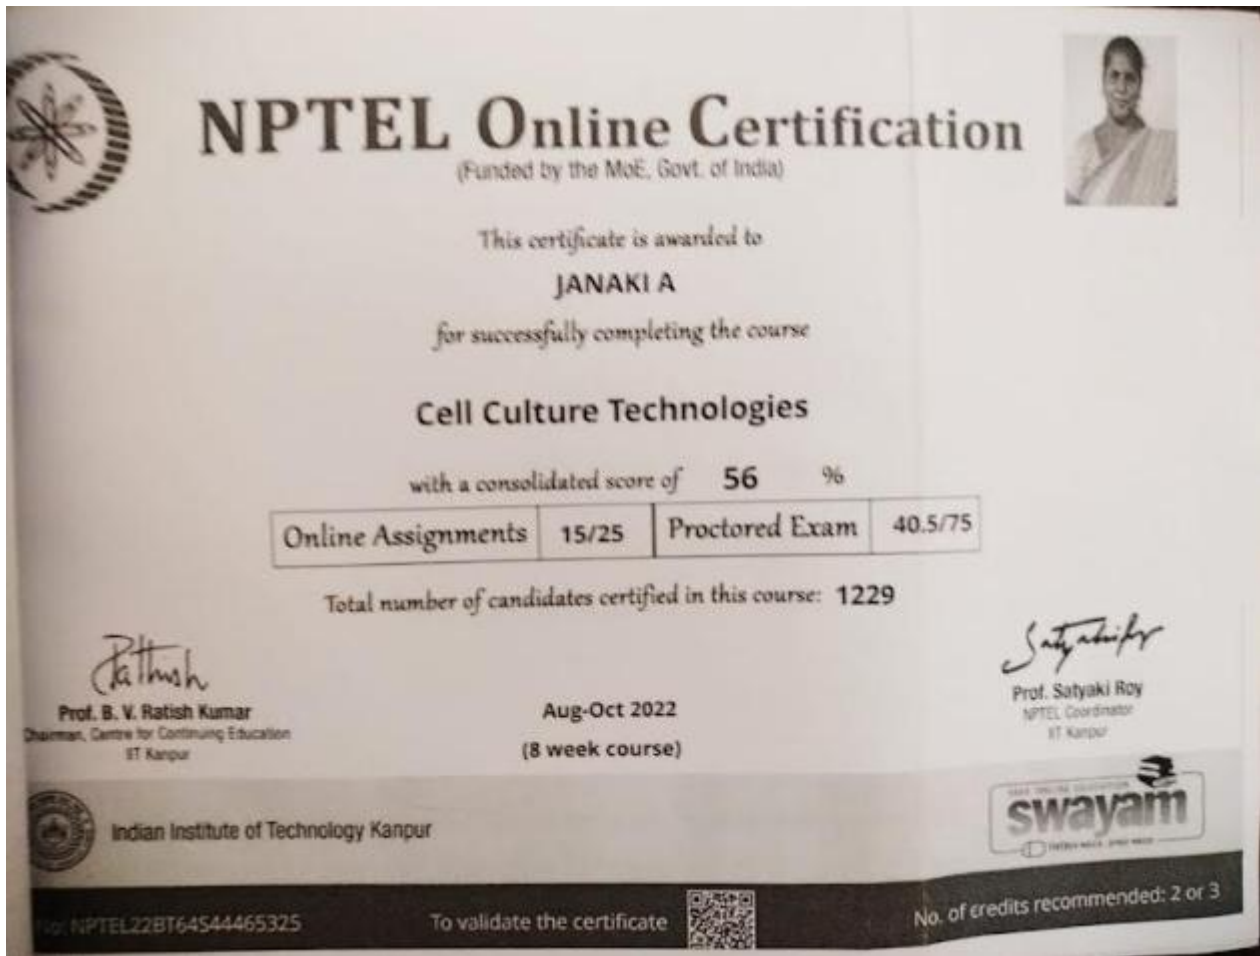 NPTEL Online Certification
(Funded by the MoE, Govt. of India)
This certificate is awarded to
JANAKI A
for successfully completing the course
Cell Culture Technologies
with a consolidated score of 56 %
Online Assignments 15/25 Proctored Exam 40.5/75
Total number of candidates certified in this course: 1229
Prof. B. V. Ratish Kumar
Chairman, Centre for Continuing Education
IIT Kanpur
Aug-Oct 2022
(8 week course)
Prof. Satyaki Roy
NPTEL Coordinator
IIT Kanpur
Indian Institute of Technology Kanpur
swayam
No: NPTEL22BT64S44465325
To validate the certificate
No. of credits recommended: 2 or 3